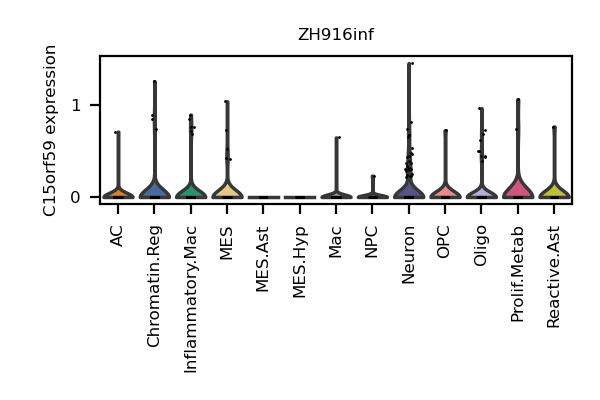 ZH916inf
C15orf59 expression
1
0
AC
Chromatin.Reg
Inflammatory.Mac
MES
MES.Ast
MES.Hyp
Mac
NPC
Neuron
OPC
Oligo
Prolif.Metab
Reactive.Ast